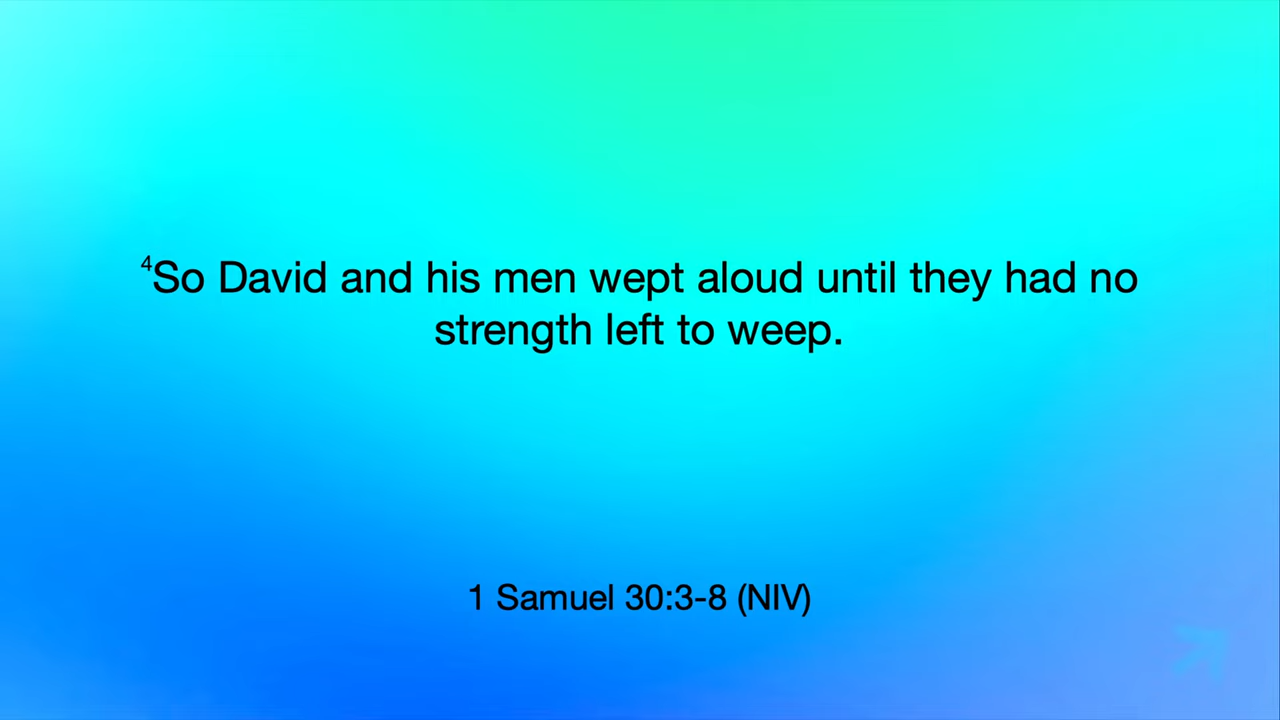 ⁴So David and his men wept aloud until they had no
strength left to weep.
1 Samuel 30:3-8 (NIV)